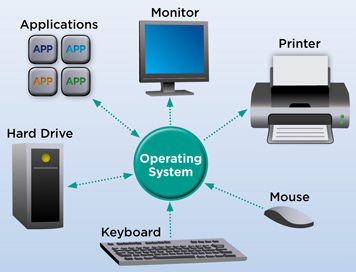 Monitor
Applications
APP APP
APP APP
Printer
Hard Drive
Operating
System
Mouse
Keyboard